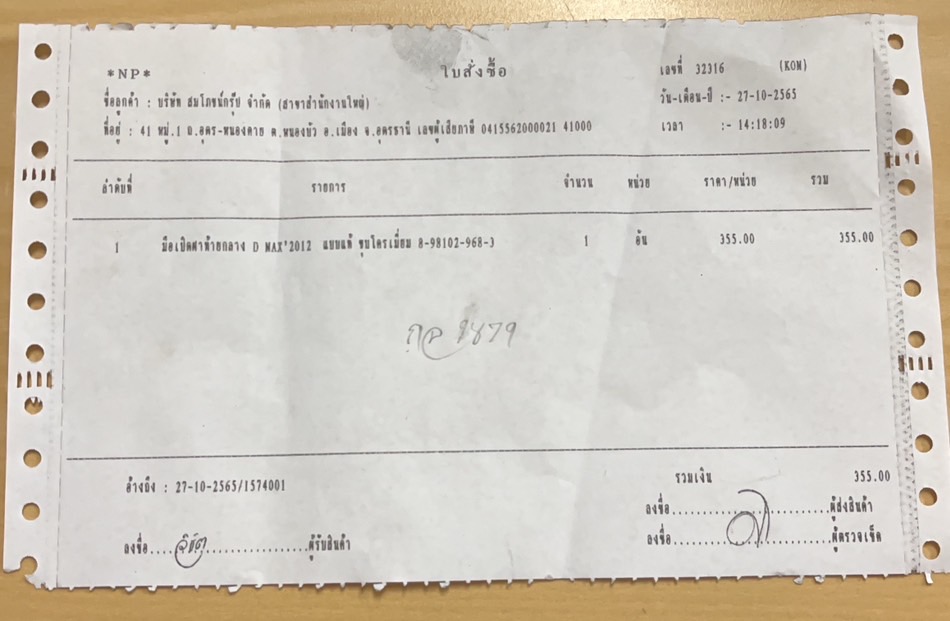 *NP*
ใบสั่งซื้อ
เลขที่ 32316 (KOM)
ชื่อลูกค้า : บริษัท สมโภชน์กรุ๊ป จำกัด (สาขาสำนักงานใหญ่)
วัน-เดือน-ปี :- 27-10-2565
ที่อยู่ : 41 หมู่.1 ถ.อุดร-หนองคาย ต.หนองบัว อ.เมือง จ.อุดรธานี เลขผู้เสียภาษี 0415562000021 41000
เวลา :- 14:18:09
ลำดับที่ รายการ จำนวน หน่วย ราคา/หน่วย รวม
1 มือเปิดฝาท้ายกลาง D MAX'2012 แบบแท้ ชุบโครเมี่ยม 8-98102-968-3 1 อัน 355.00 355.00
1879
รวมเงิน 355.00
อ้างถึง : 27-10-2565/1574001
ลงชื่อ....................ผู้ส่งสินค้า
ลงชื่อ....................ผู้รับสินค้า
ลงชื่อ....................ผู้ตรวจเช็ค